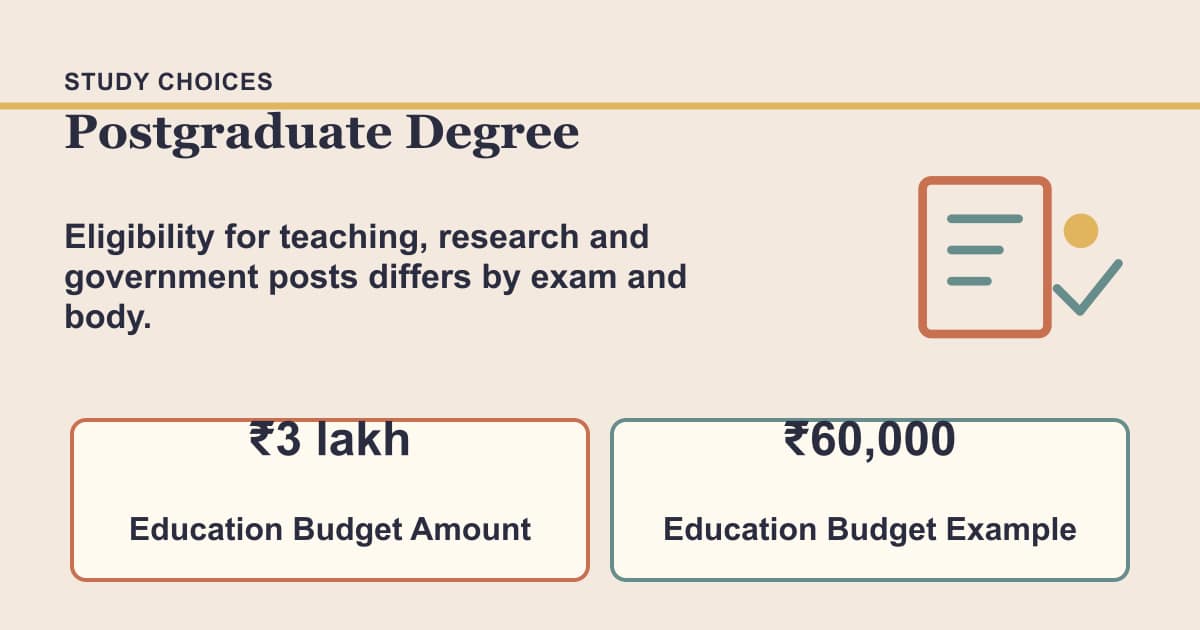 STUDY CHOICES
Postgraduate Degree
Eligibility for teaching, research and
government posts differs by exam and
body.
₹3 lakh
Education Budget Amount
₹60,000
Education Budget Example